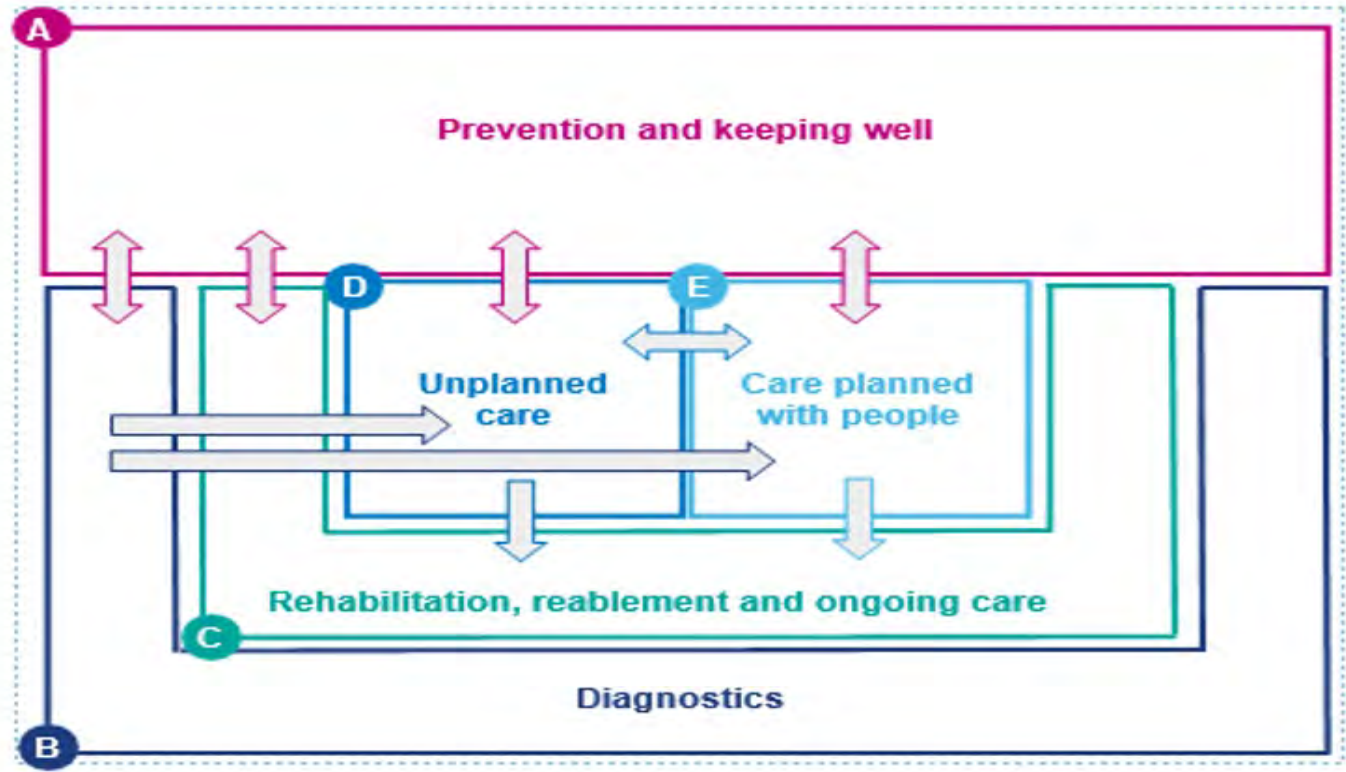 A
Prevention and keeping well
D
E
Unplanned
care
Care planned
with people
Rehabilitation, reablement and ongoing care
C
Diagnostics
B